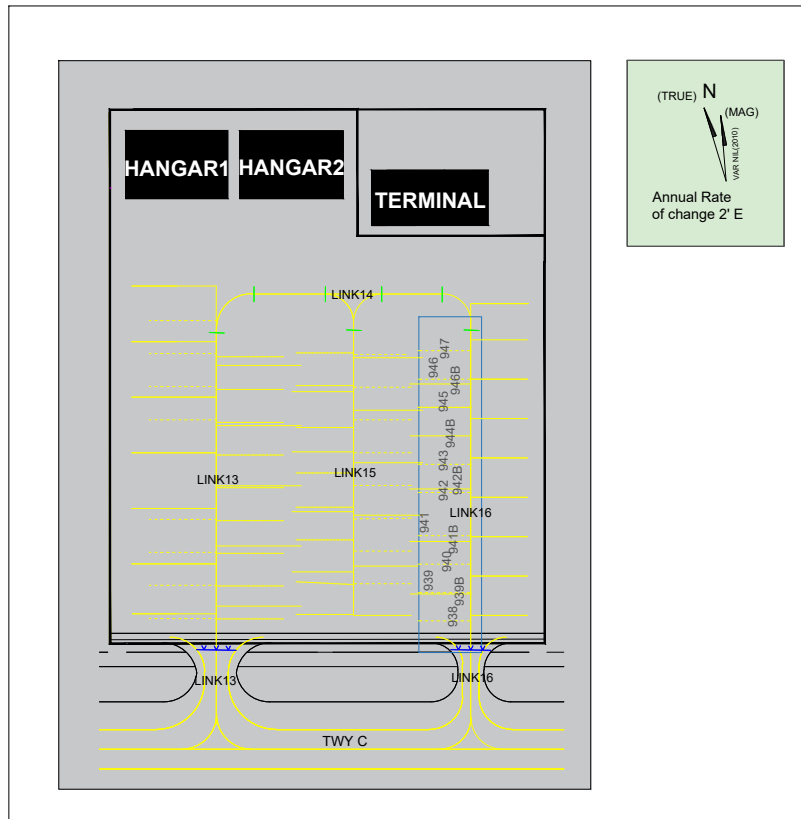 (TRUE) N
(MAG)
VAR NIL(2010)
Annual Rate
of change 2' E
HANGAR1
HANGAR2
TERMINAL
LINK14
947
946
946B
945
944B
943
LINK13
LINK15
942B
942
LINK16
941
941B
940
939
939B
938
LINK13
LINK16
TWY C